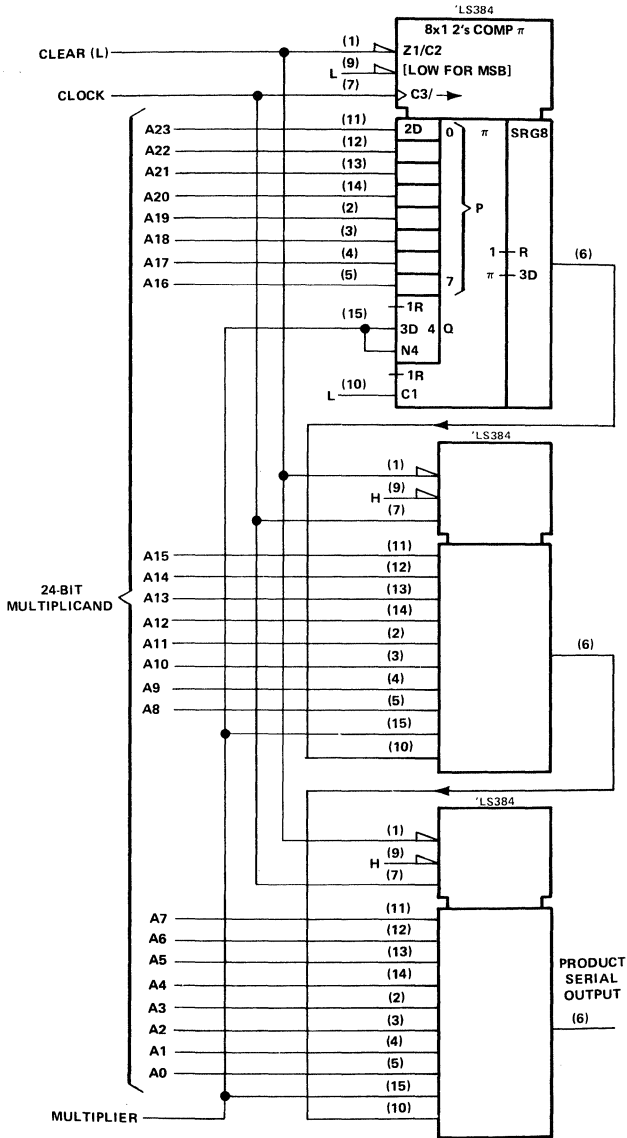 'LS384
8x1 2's COMP π
CLEAR (L) (1) Z1/C2
L (9) [LOW FOR MSB]
CLOCK (7) C3/
A23 (11) 2D 0 π SRG8
A22 (12)
A21 (13)
A20 (14)
A19 (2) P
A18 (3)
A17 (4) 1 R (6)
A16 (5) 7 π 3D
1R
(15) 3D 4 Q
N4
1R
L (10) C1
'LS384
(1)
H (9)
(7)
A15 (11)
A14 (12)
24-BIT
MULTIPLICAND
A13 (13)
A12 (14)
A11 (2)
A10 (3) (6)
A9 (4)
A8 (5)
(15)
(10)
'LS384
(1)
H (9)
(7)
A7 (11)
A6 (12)
A5 (13)
A4 (14)
A3 (2)
A2 (3)
A1 (4)
A0 (5)
PRODUCT
SERIAL
OUTPUT
(6)
(15)
MULTIPLIER (10)